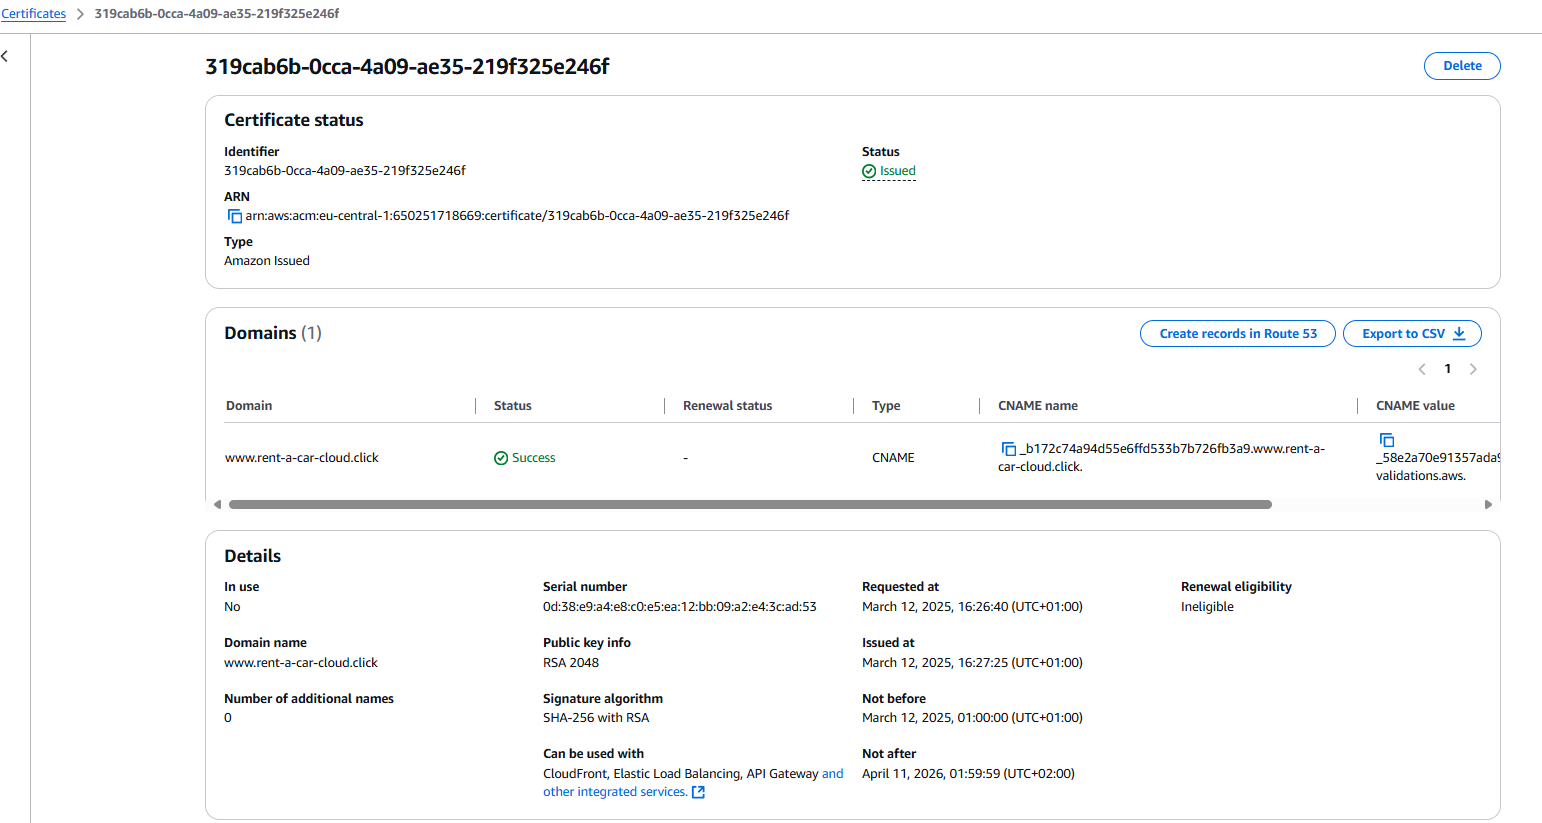 Certificates > 319cab6b-0cca-4a09-ae35-219f325e246f
319cab6b-0cca-4a09-ae35-219f325e246f
Delete
Certificate status
Identifier
319cab6b-0cca-4a09-ae35-219f325e246f
Status
Issued
ARN
arn:aws:acm:eu-central-1:650251718669:certificate/319cab6b-0cca-4a09-ae35-219f325e246f
Type
Amazon Issued
Domains (1)
Create records in Route 53
Export to CSV
1
Domain Status Renewal status Type CNAME name CNAME value
www.rent-a-car-cloud.click Success - CNAME
_b172c74a94d55e6ffd533b7b726fb3a9.www.rent-a-
car-cloud.click.
_58e2a70e91357ada9
validations.aws.
Details
In use
No
Domain name
www.rent-a-car-cloud.click
Number of additional names
0
Serial number
0d:38:e9:a4:e8:c0:e5:ea:12:bb:09:a2:e4:3c:ad:53
Public key info
RSA 2048
Signature algorithm
SHA-256 with RSA
Can be used with
CloudFront, Elastic Load Balancing, API Gateway and
other integrated services.
Requested at
March 12, 2025, 16:26:40 (UTC+01:00)
Issued at
March 12, 2025, 16:27:25 (UTC+01:00)
Not before
March 12, 2025, 01:00:00 (UTC+01:00)
Not after
April 11, 2026, 01:59:59 (UTC+02:00)
Renewal eligibility
Ineligible